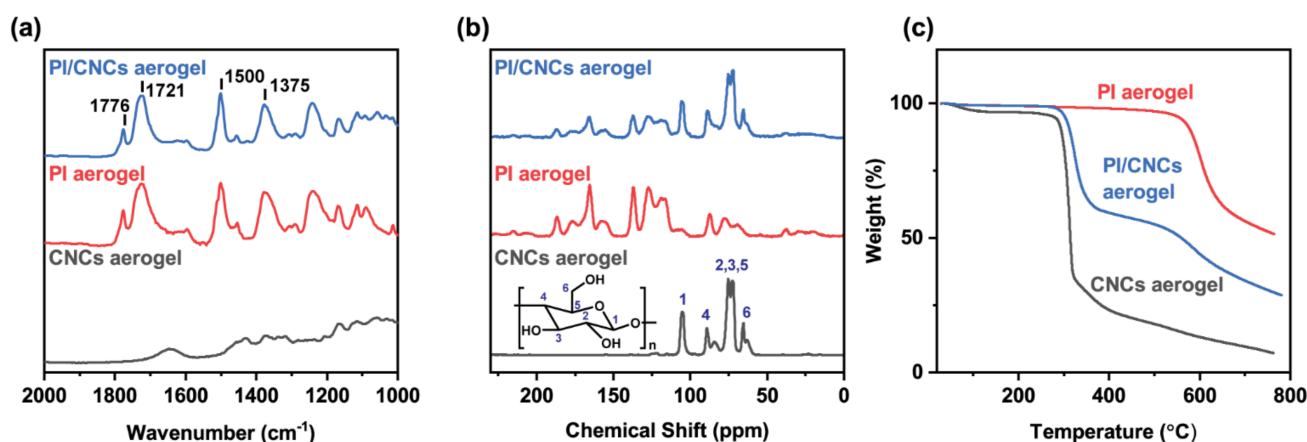 (a)
PI/CNCs aerogel
1776
1721
1500
1375
PI aerogel
CNCs aerogel
2000 1800 1600 1400 1200 1000
Wavenumber (cm⁻¹)
(b)
PI/CNCs aerogel
PI aerogel
CNCs aerogel
6
OH
4
5
O
2
1
O
HO
3
OH
n
1
4
2,3,5
6
200 150 100 50 0
Chemical Shift (ppm)
(c)
100
50
0
Weight (%)
PI aerogel
PI/CNCs
aerogel
CNCs aerogel
200 400 600 800
Temperature (°C)